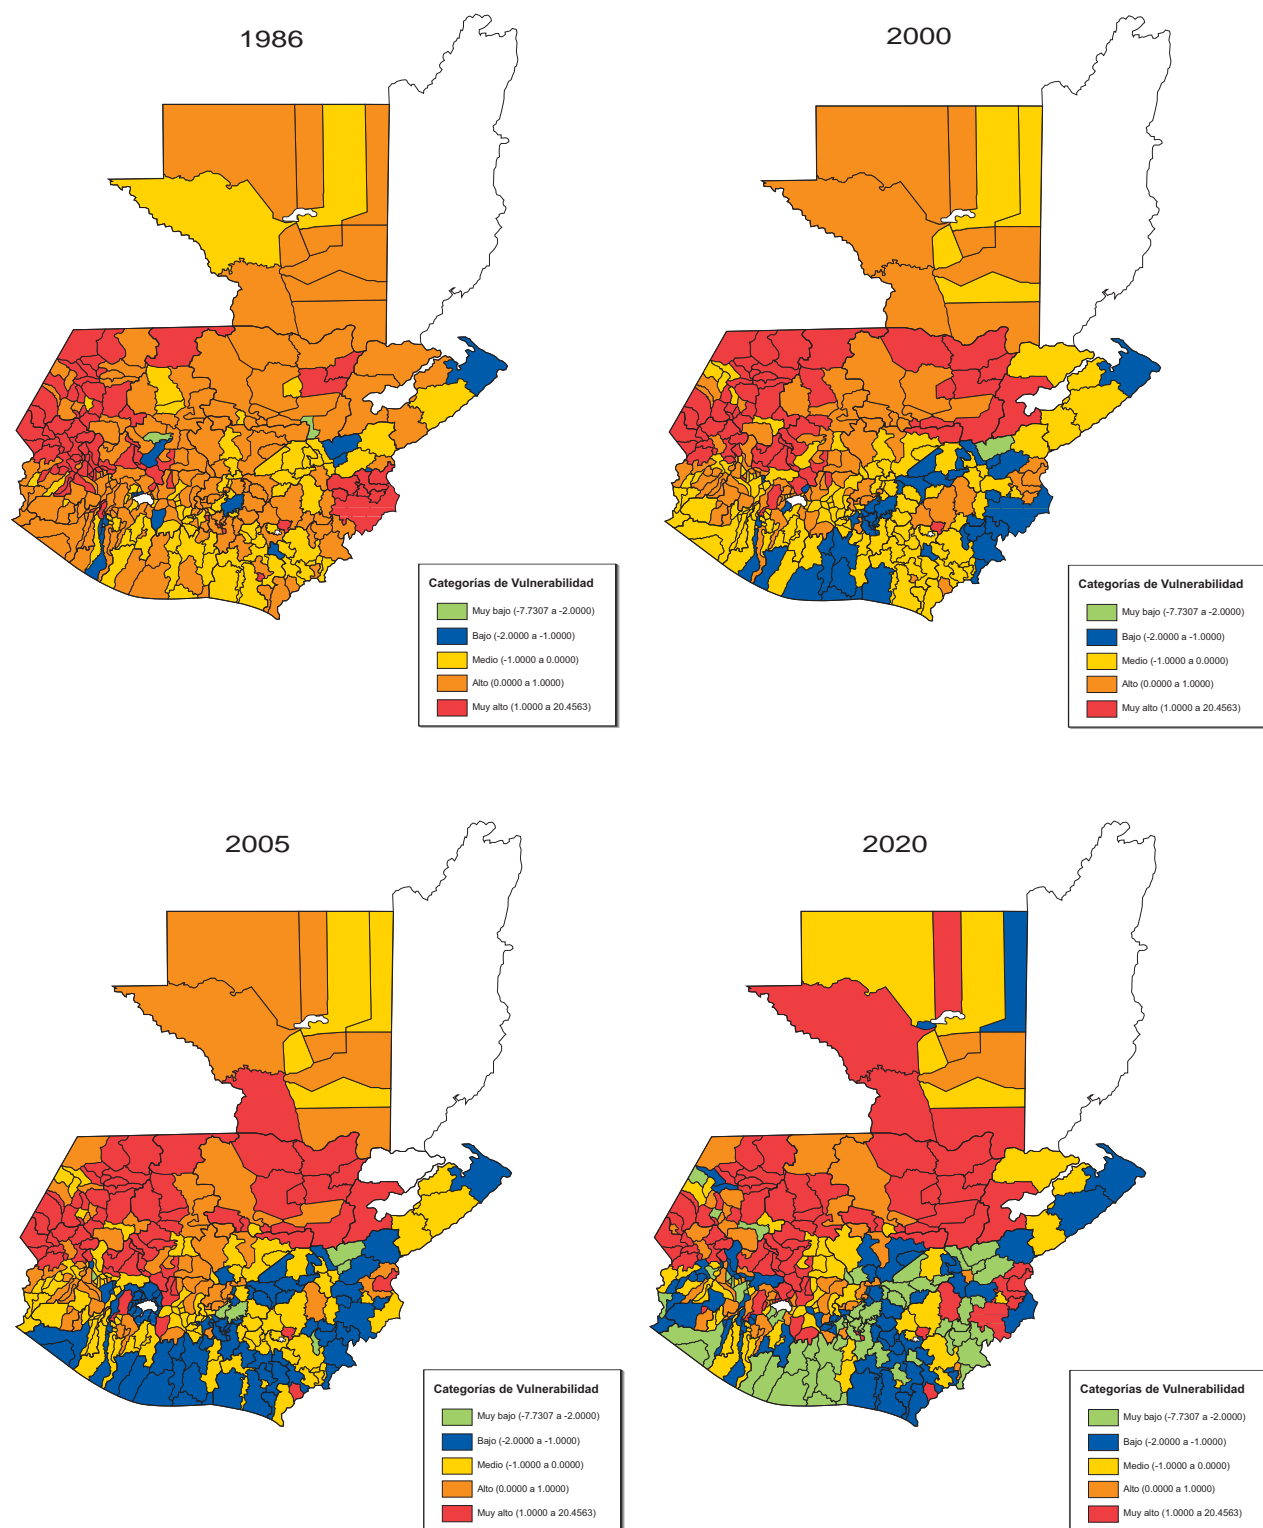 1986
2000
Categorías de Vulnerabilidad
Muy bajo (-7.7307 a -2.0000)
Bajo (-2.0000 a -1.0000)
Medio (-1.0000 a 0.0000)
Alto (0.0000 a 1.0000)
Muy alto (1.0000 a 20.4563)
Categorías de Vulnerabilidad
Muy bajo (-7.7307 a -2.0000)
Bajo (-2.0000 a -1.0000)
Medio (-1.0000 a 0.0000)
Alto (0.0000 a 1.0000)
Muy alto (1.0000 a 20.4563)
2005
2020
Categorías de Vulnerabilidad
Muy bajo (-7.7307 a -2.0000)
Bajo (-2.0000 a -1.0000)
Medio (-1.0000 a 0.0000)
Alto (0.0000 a 1.0000)
Muy alto (1.0000 a 20.4563)
Categorías de Vulnerabilidad
Muy bajo (-7.7307 a -2.0000)
Bajo (-2.0000 a -1.0000)
Medio (-1.0000 a 0.0000)
Alto (0.0000 a 1.0000)
Muy alto (1.0000 a 20.4563)